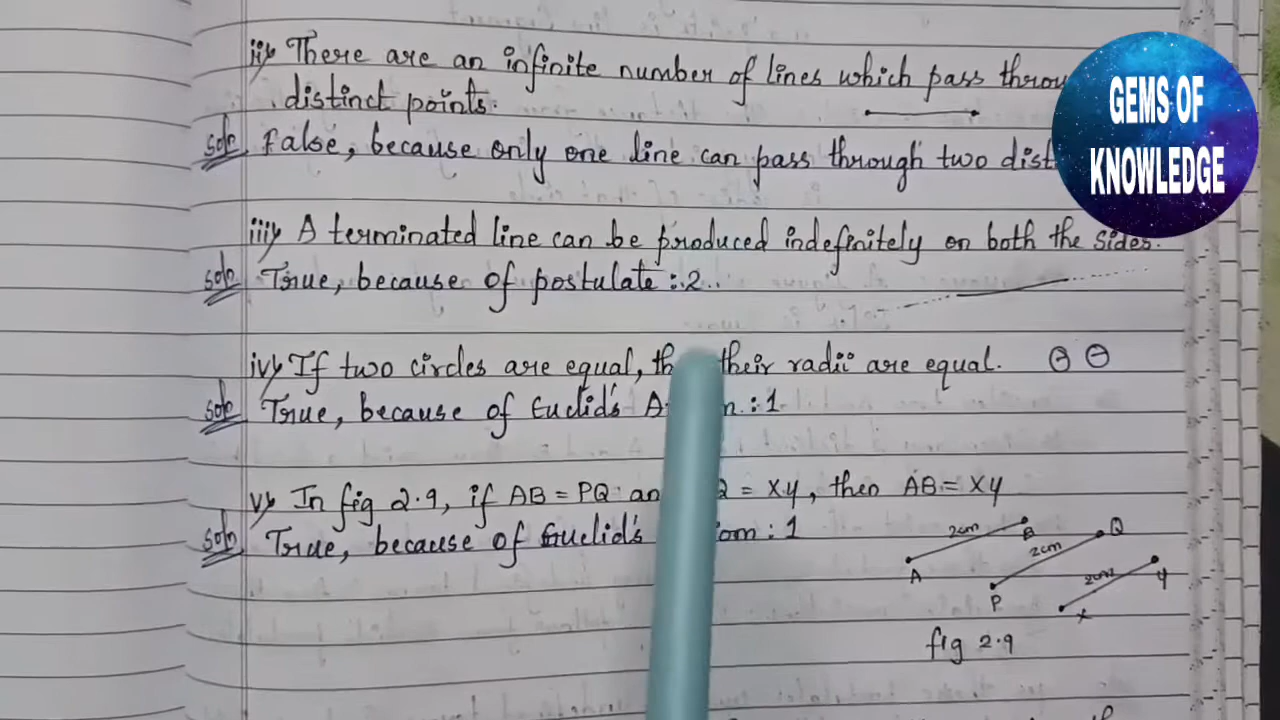 ii) There are an infinite number of lines which pass
distinct points.
Sol: False, because only one line can pass through two
iii) A terminated line can be produced indefinitely on both the sides.
Sol: True, because of postulate :.2..
iv) If two circles are equal, their radii are equal.
Sol: True, because of Euclid's : 1
v) In fig 2.9, if AB = PQ = XY, then AB = XY
Sol: True, because of Euclid's : 1
2cm
A
B
2cm
P
Q
2cm
X
Y
fig 2.9
GEMS OF
KNOWLEDGE